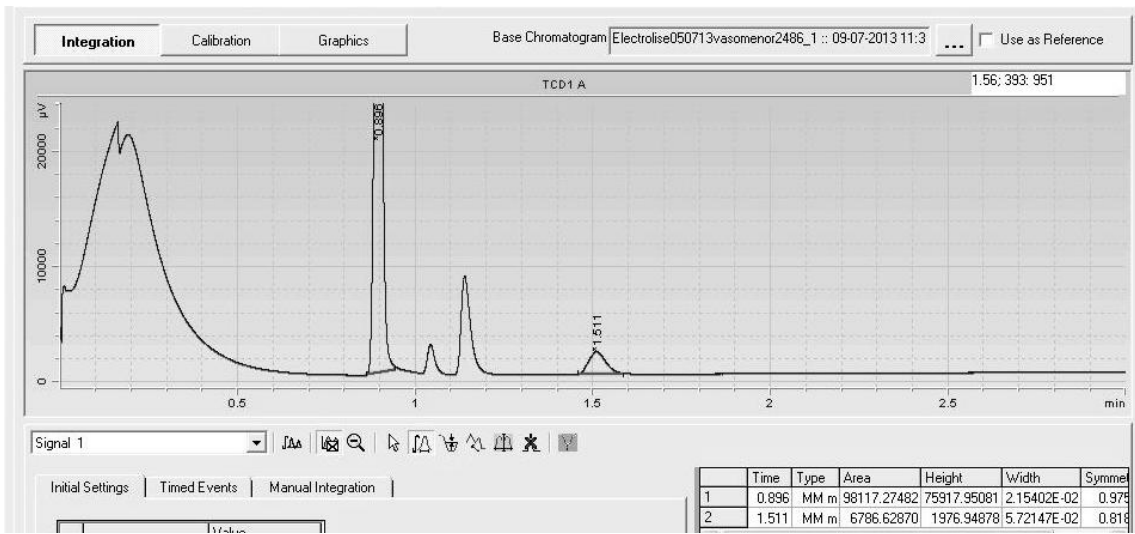 Integration Calibration Graphics Base Chromatogram Electrolise050713vasomenor2486_1 :: 09-07-2013 11:3 ... Use as Reference
TCD1 A 1.56; 393: 951
µV
20000
10000
0
*0.896
*1.511
0.5 1 1.5 2 2.5 min
Signal 1
Initial Settings Timed Events Manual Integration
Value
Time Type Area Height Width Symmet
1 0.896 MM m 98117.27482 75917.95081 2.15402E-02 0.975
2 1.511 MM m 6786.62870 1976.94878 5.72147E-02 0.818